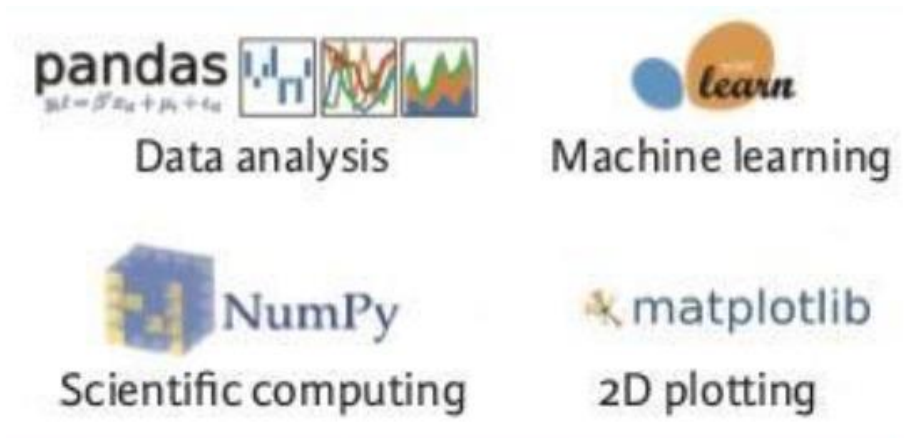 pandas
Data analysis
learn
Machine learning
NumPy
Scientific computing
matplotlib
2D plotting